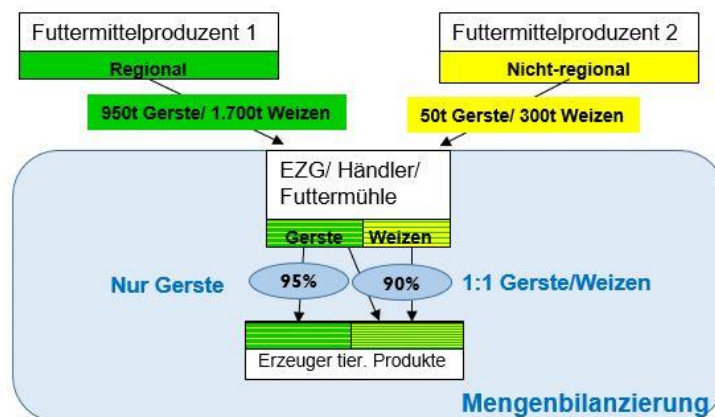 Futtermittelproduzent 1
Regional
Futtermittelproduzent 2
Nicht-regional
950t Gerste/ 1.700t Weizen
50t Gerste/ 300t Weizen
EZG/ Händler/
Futtermühle
Gerste
Weizen
Nur Gerste
95%
90%
1:1 Gerste/Weizen
Erzeuger tier. Produkte
Mengenbilanzierung